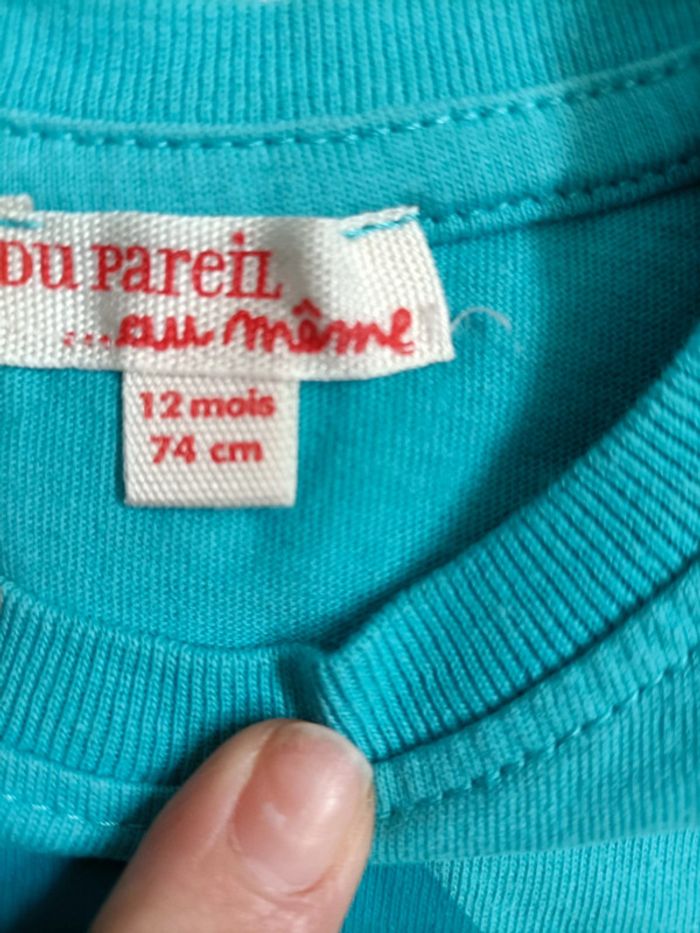 DU PAREIL
...au même
12 mois
74 cm